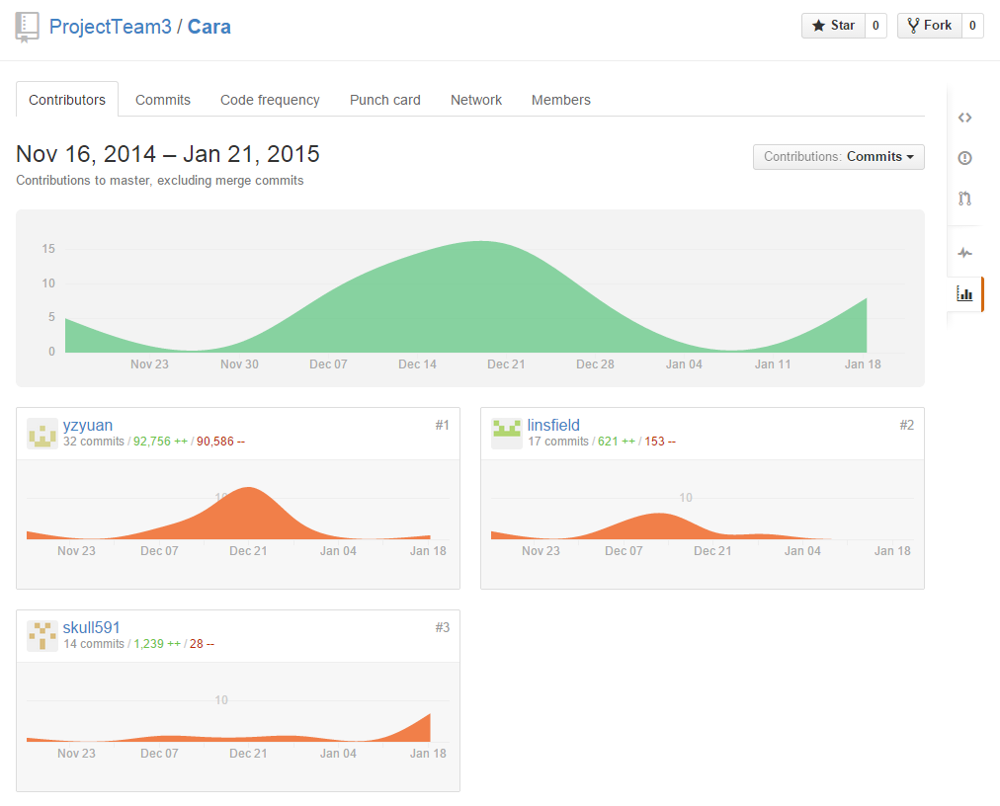 ProjectTeam3 / Cara
Star 0 Fork 0
Contributors Commits Code frequency Punch card Network Members
Nov 16, 2014 – Jan 21, 2015
Contributions: Commits
Contributions to master, excluding merge commits
15
10
5
0
Nov 23 Nov 30 Dec 07 Dec 14 Dec 21 Dec 28 Jan 04 Jan 11 Jan 18
yzyuan #1
32 commits / 92,756 ++ / 90,586 --
10
Nov 23 Dec 07 Dec 21 Jan 04 Jan 18
linsfield #2
17 commits / 621 ++ / 153 --
10
Nov 23 Dec 07 Dec 21 Jan 04 Jan 18
skull591 #3
14 commits / 1,239 ++ / 28 --
10
Nov 23 Dec 07 Dec 21 Jan 04 Jan 18